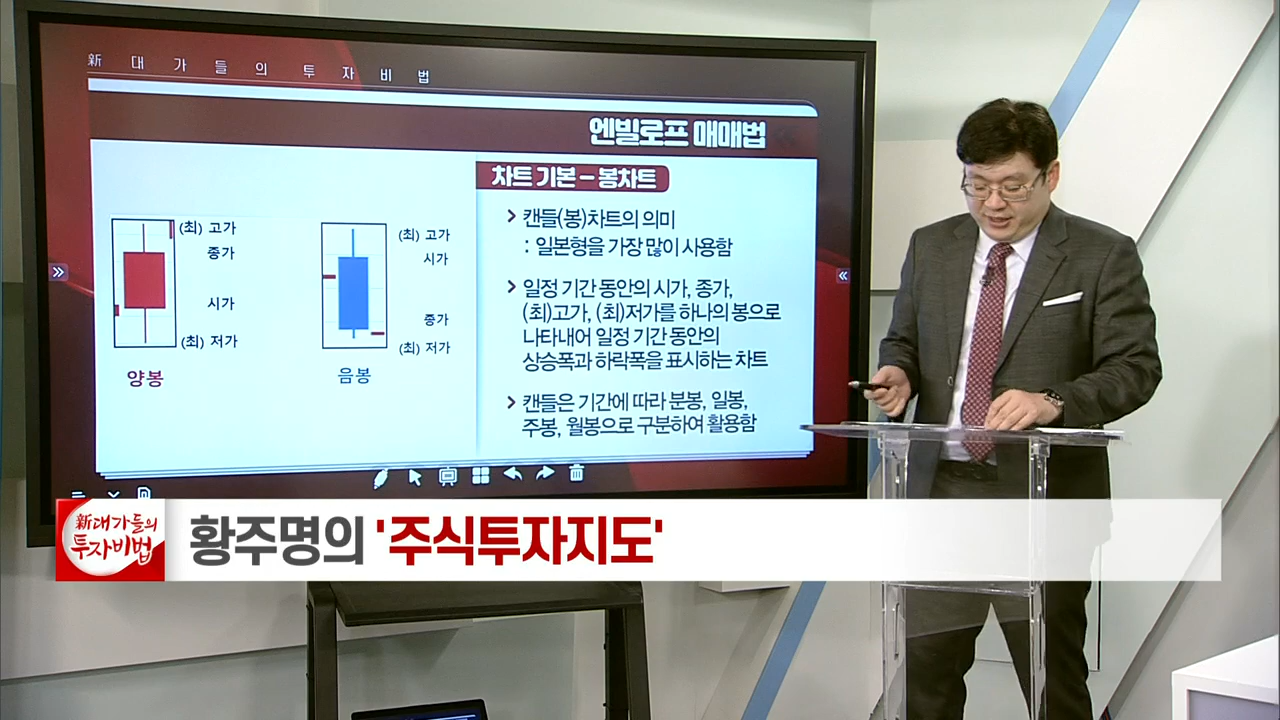 新 대 가 들 의 투 자 비 법
엔빌로프 매매법
차트 기본 - 봉차트
(최) 고가
종가
시가
(최) 저가
양봉
(최) 고가
시가
종가
(최) 저가
음봉
캔들(봉)차트의 의미
: 일본형을 가장 많이 사용함
일정 기간 동안의 시가, 종가,
(최)고가, (최)저가를 하나의 봉으로
나타내어 일정 기간 동안의
상승폭과 하락폭을 표시하는 차트
캔들은 기간에 따라 분봉, 일봉,
주봉, 월봉으로 구분하여 활용함
新대가들의
투자비법
황주명의 '주식투자지도'